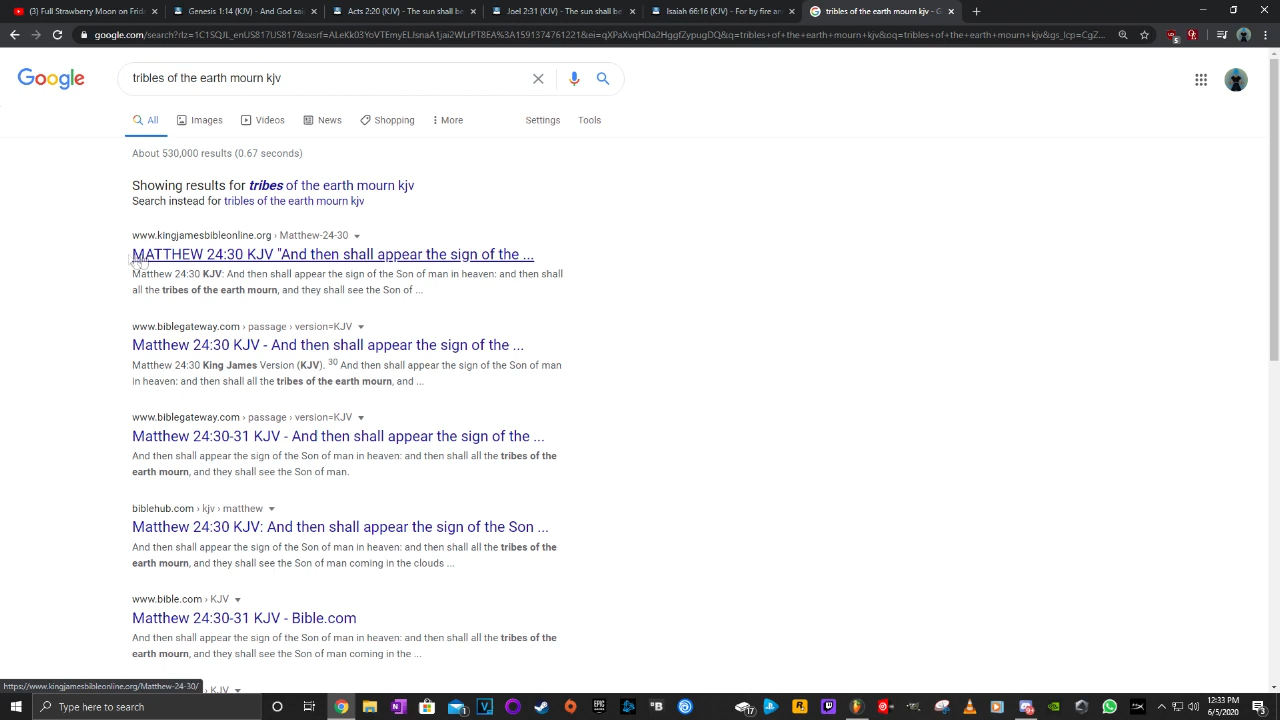 (3) Full Strawberry Moon on Frid
Genesis 1:14 (KJV) - And God sai
Acts 2:20 (KJV) - The sun shall be
Joel 2:31 (KJV) - The sun shall be
Isaiah 66:16 (KJV) - For by fire an
tribles of the earth mourn kjv - G
Google
tribles of the earth mourn kjv
All Images Videos News Shopping More Settings Tools
About 530,000 results (0.67 seconds)
Showing results for tribes of the earth mourn kjv
Search instead for tribles of the earth mourn kjv
www.kingjamesbibleonline.org › Matthew-24-30
MATTHEW 24:30 KJV "And then shall appear the sign of the ...
Matthew 24:30 KJV: And then shall appear the sign of the Son of man in heaven: and then shall
all the tribes of the earth mourn, and they shall see the Son of ...
www.biblegateway.com › passage › version=KJV
Matthew 24:30 KJV - And then shall appear the sign of the ...
Matthew 24:30 King James Version (KJV). 30 And then shall appear the sign of the Son of man
in heaven: and then shall all the tribes of the earth mourn, and ...
www.biblegateway.com › passage › version=KJV
Matthew 24:30-31 KJV - And then shall appear the sign of the ...
And then shall appear the sign of the Son of man in heaven: and then shall all the tribes of the
earth mourn, and they shall see the Son of man.
biblehub.com › kjv › matthew
Matthew 24:30 KJV: And then shall appear the sign of the Son ...
And then shall appear the sign of the Son of man in heaven: and then shall all the tribes of the
earth mourn, and they shall see the Son of man coming in the clouds ...
www.bible.com › KJV
Matthew 24:30-31 KJV - Bible.com
And then shall appear the sign of the Son of man in heaven: and then shall all the tribes of the
earth mourn, and they shall see the Son of man coming in the ...
https://www.kingjamesbibleonline.org/Matthew-24-30/
› KJV
Type here to search
12:33 PM
6/5/2020